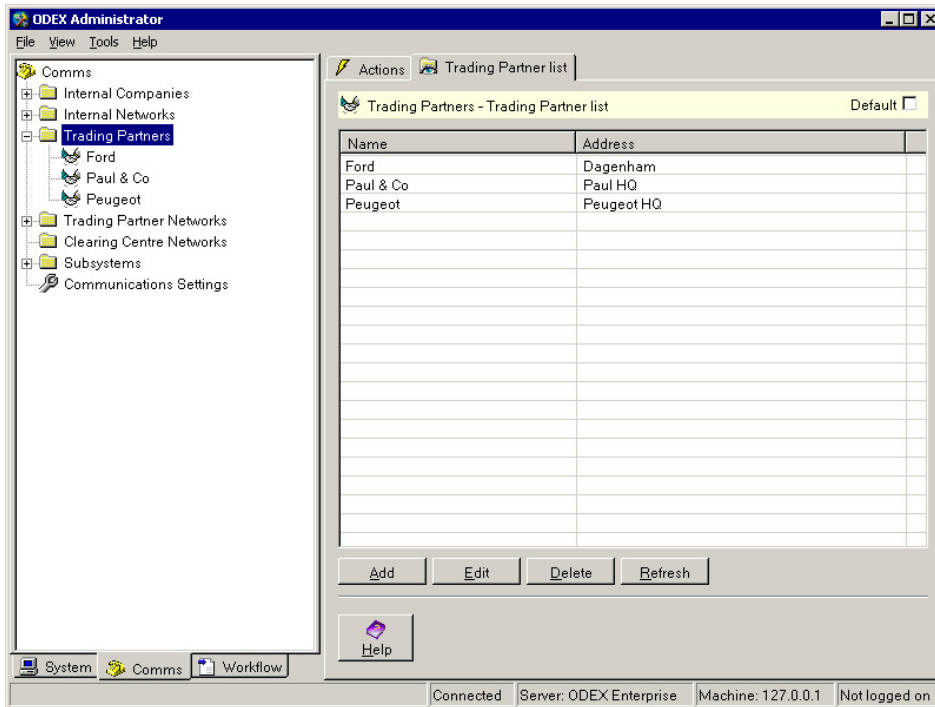 ODEX Administrator
File View Tools Help
Comms
Internal Companies
Internal Networks
Trading Partners
Ford
Paul & Co
Peugeot
Trading Partner Networks
Clearing Centre Networks
Subsystems
Communications Settings
System Comms Workflow
Actions Trading Partner list
Trading Partners - Trading Partner list Default
Name Address
Ford Dagenham
Paul & Co Paul HQ
Peugeot Peugeot HQ
Add Edit Delete Refresh
Help
Connected Server: ODEX Enterprise Machine: 127.0.0.1 Not logged on